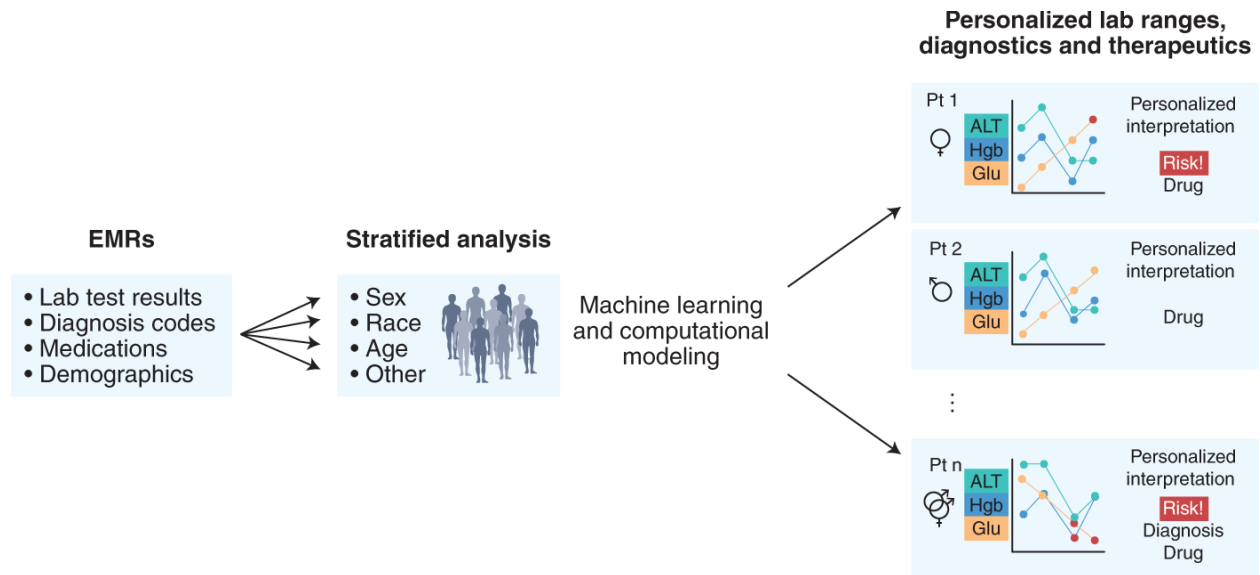 EMRs
• Lab test results
• Diagnosis codes
• Medications
• Demographics
Stratified analysis
• Sex
• Race
• Age
• Other
Machine learning
and computational
modeling
Personalized lab ranges,
diagnostics and therapeutics
Pt 1
ALT
Hgb
Glu
Personalized
interpretation
Risk!
Drug
Pt 2
ALT
Hgb
Glu
Personalized
interpretation
Drug
Pt n
ALT
Hgb
Glu
Personalized
interpretation
Risk!
Diagnosis
Drug